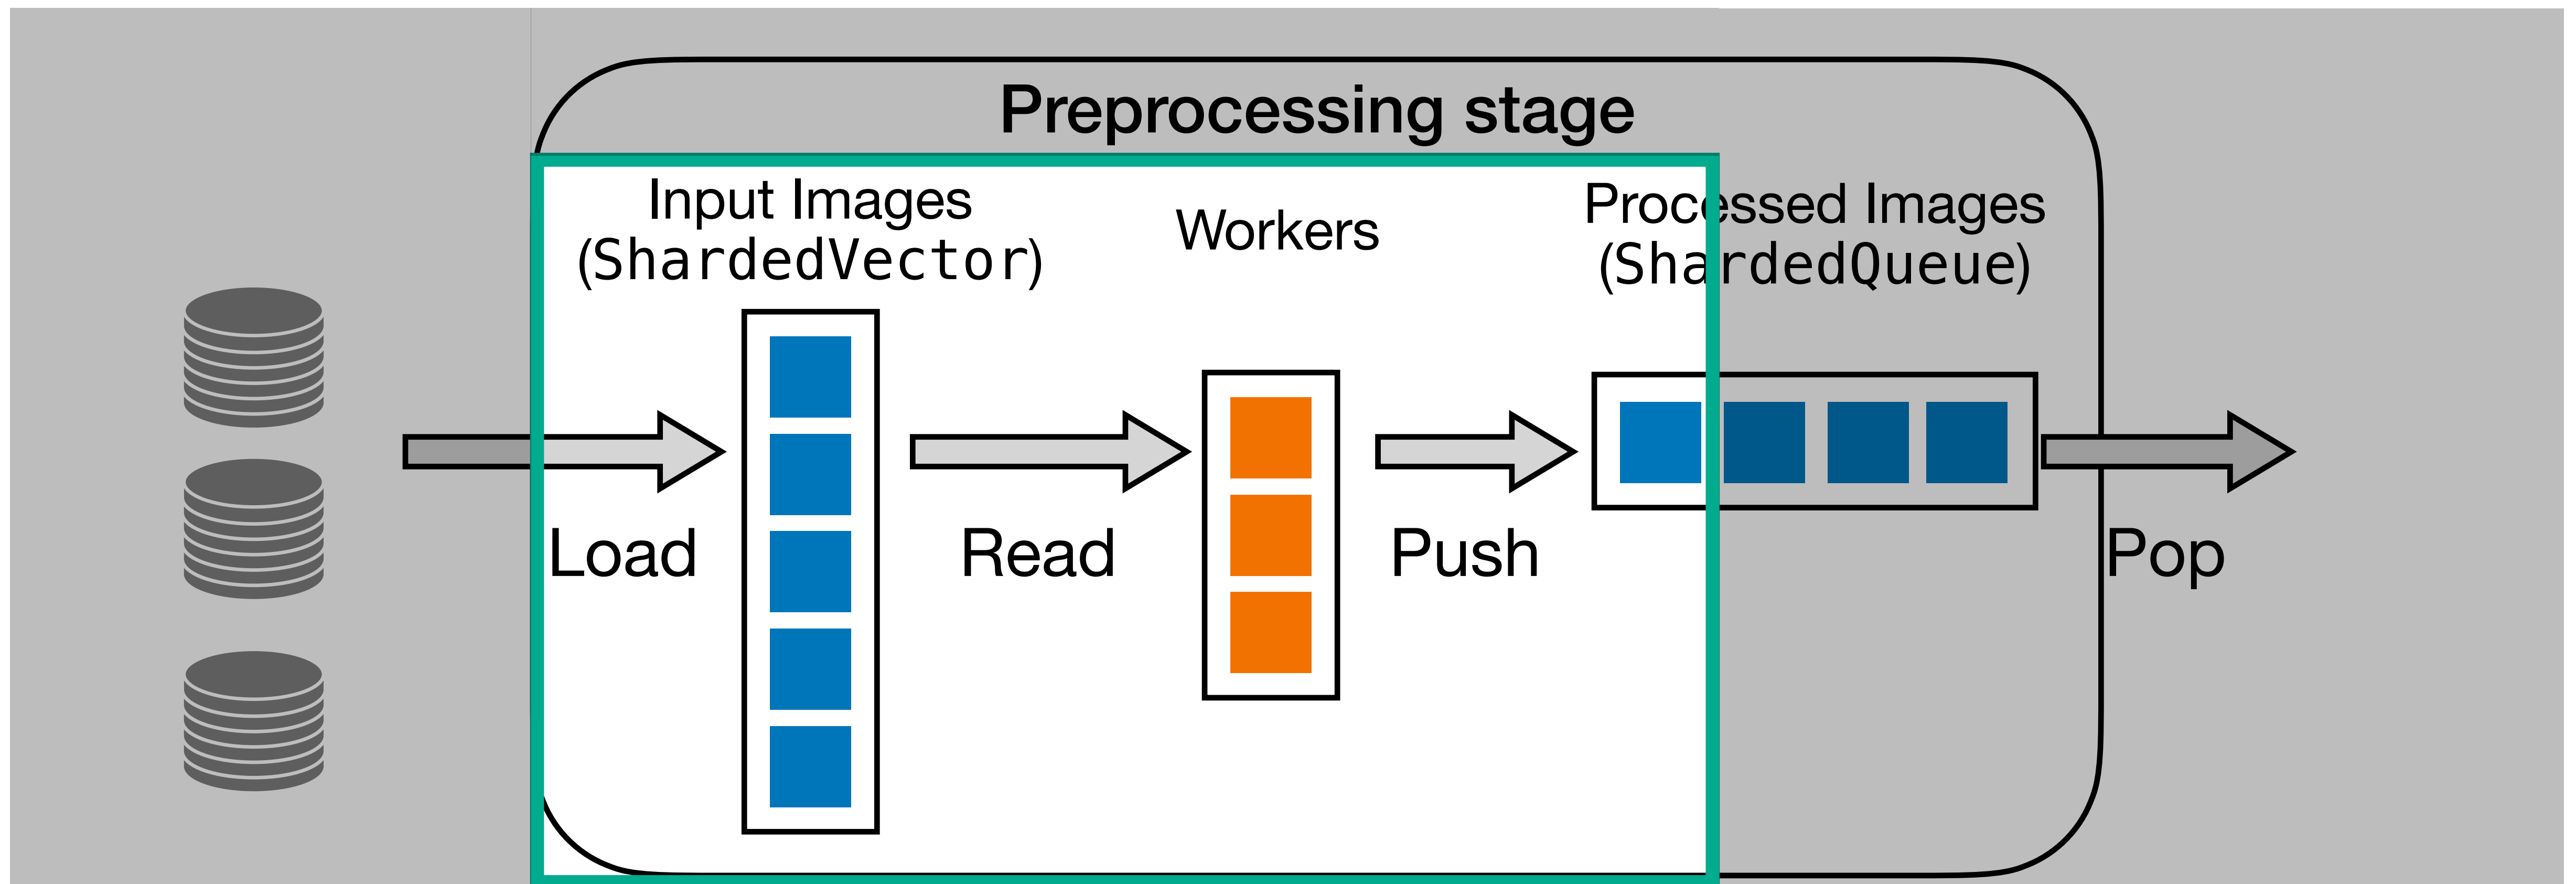 Preprocessing stage
Input Images
(ShardedVector)
Workers
Processed Images
(ShardedQueue)
Load
Read
Push
Pop